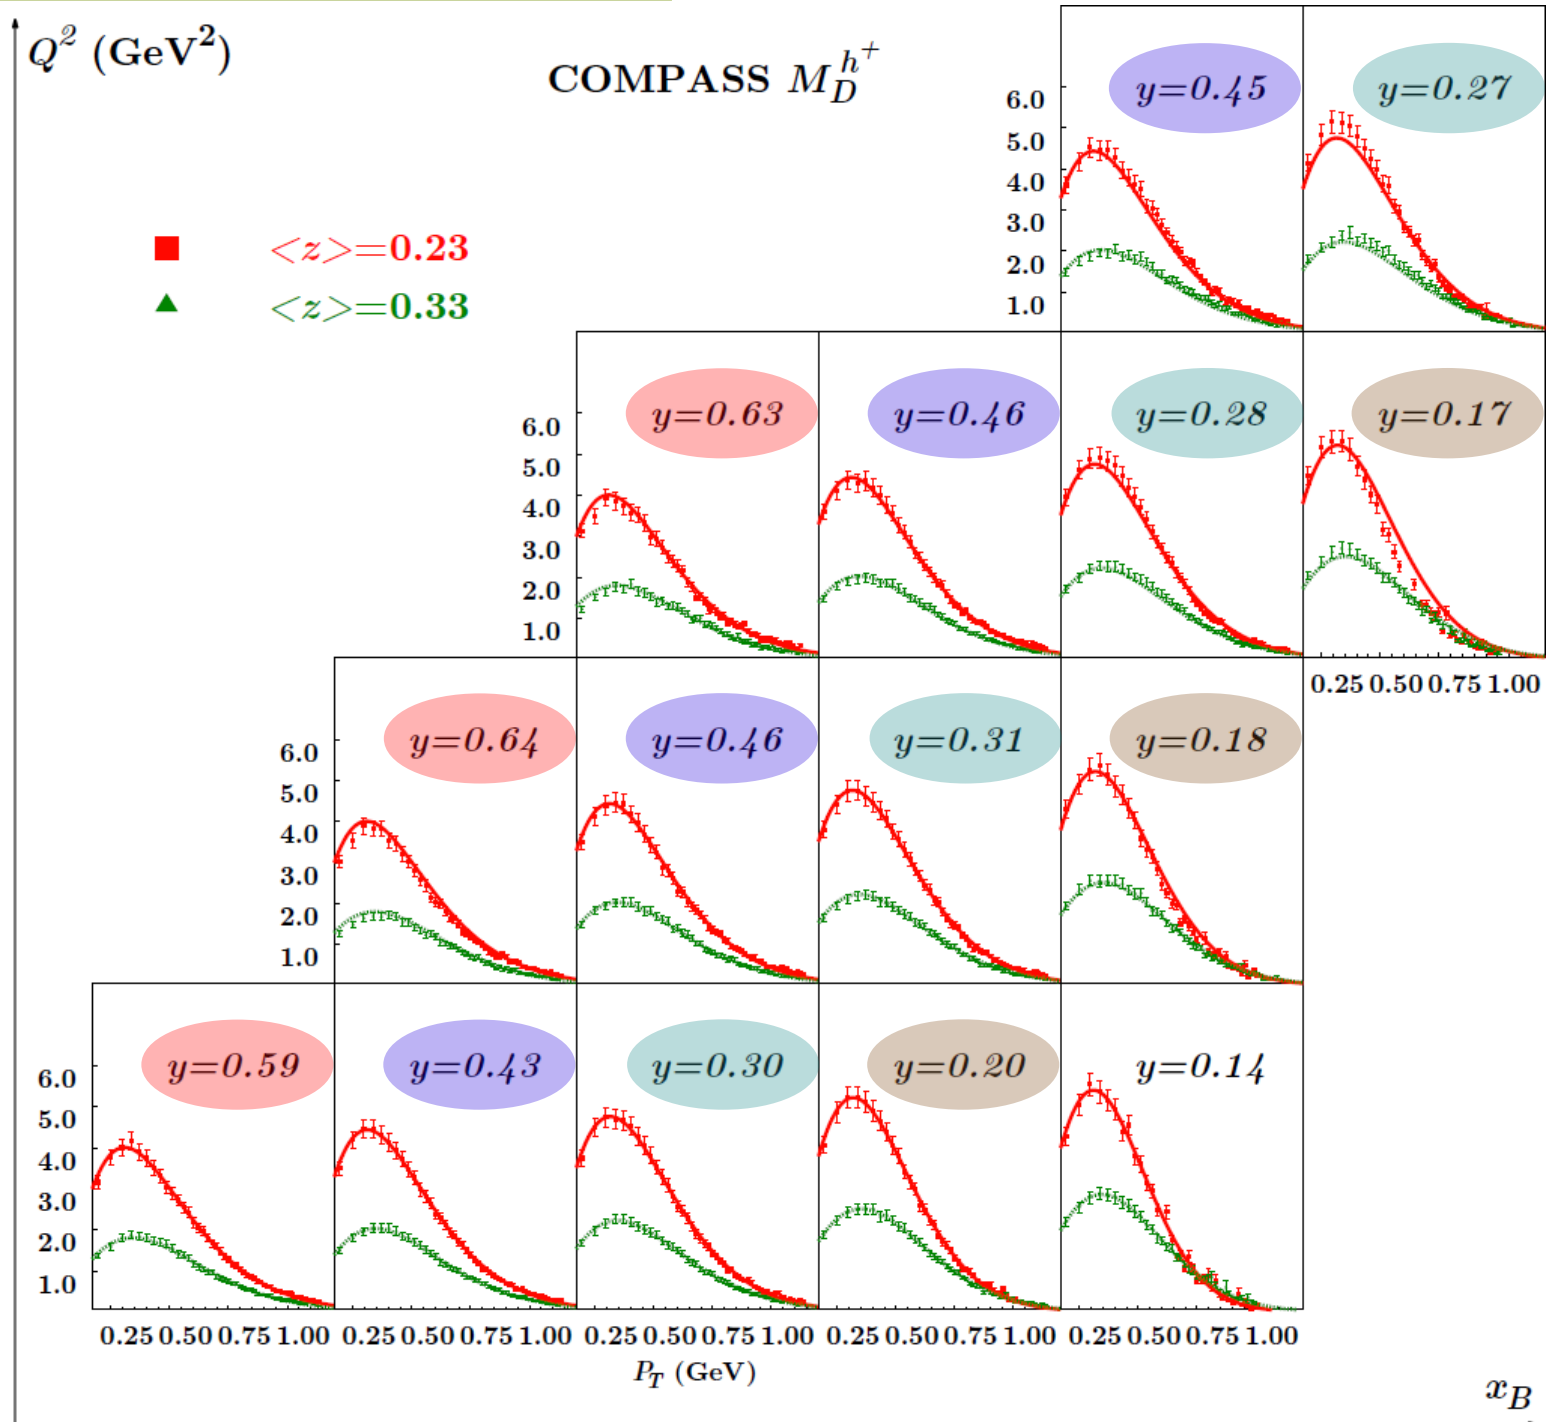 Q² (GeV²)
COMPASS M_D^{h^+}
<z>=0.23
<z>=0.33
y=0.45
y=0.27
6.0
5.0
4.0
3.0
2.0
1.0
y=0.63
y=0.46
y=0.28
y=0.17
6.0
5.0
4.0
3.0
2.0
1.0
0.25 0.50 0.75 1.00
y=0.64
y=0.46
y=0.31
y=0.18
6.0
5.0
4.0
3.0
2.0
1.0
y=0.59
y=0.43
y=0.30
y=0.20
y=0.14
6.0
5.0
4.0
3.0
2.0
1.0
0.25 0.50 0.75 1.00 0.25 0.50 0.75 1.00 0.25 0.50 0.75 1.00 0.25 0.50 0.75 1.00 0.25 0.50 0.75 1.00
P_T (GeV)
x_B